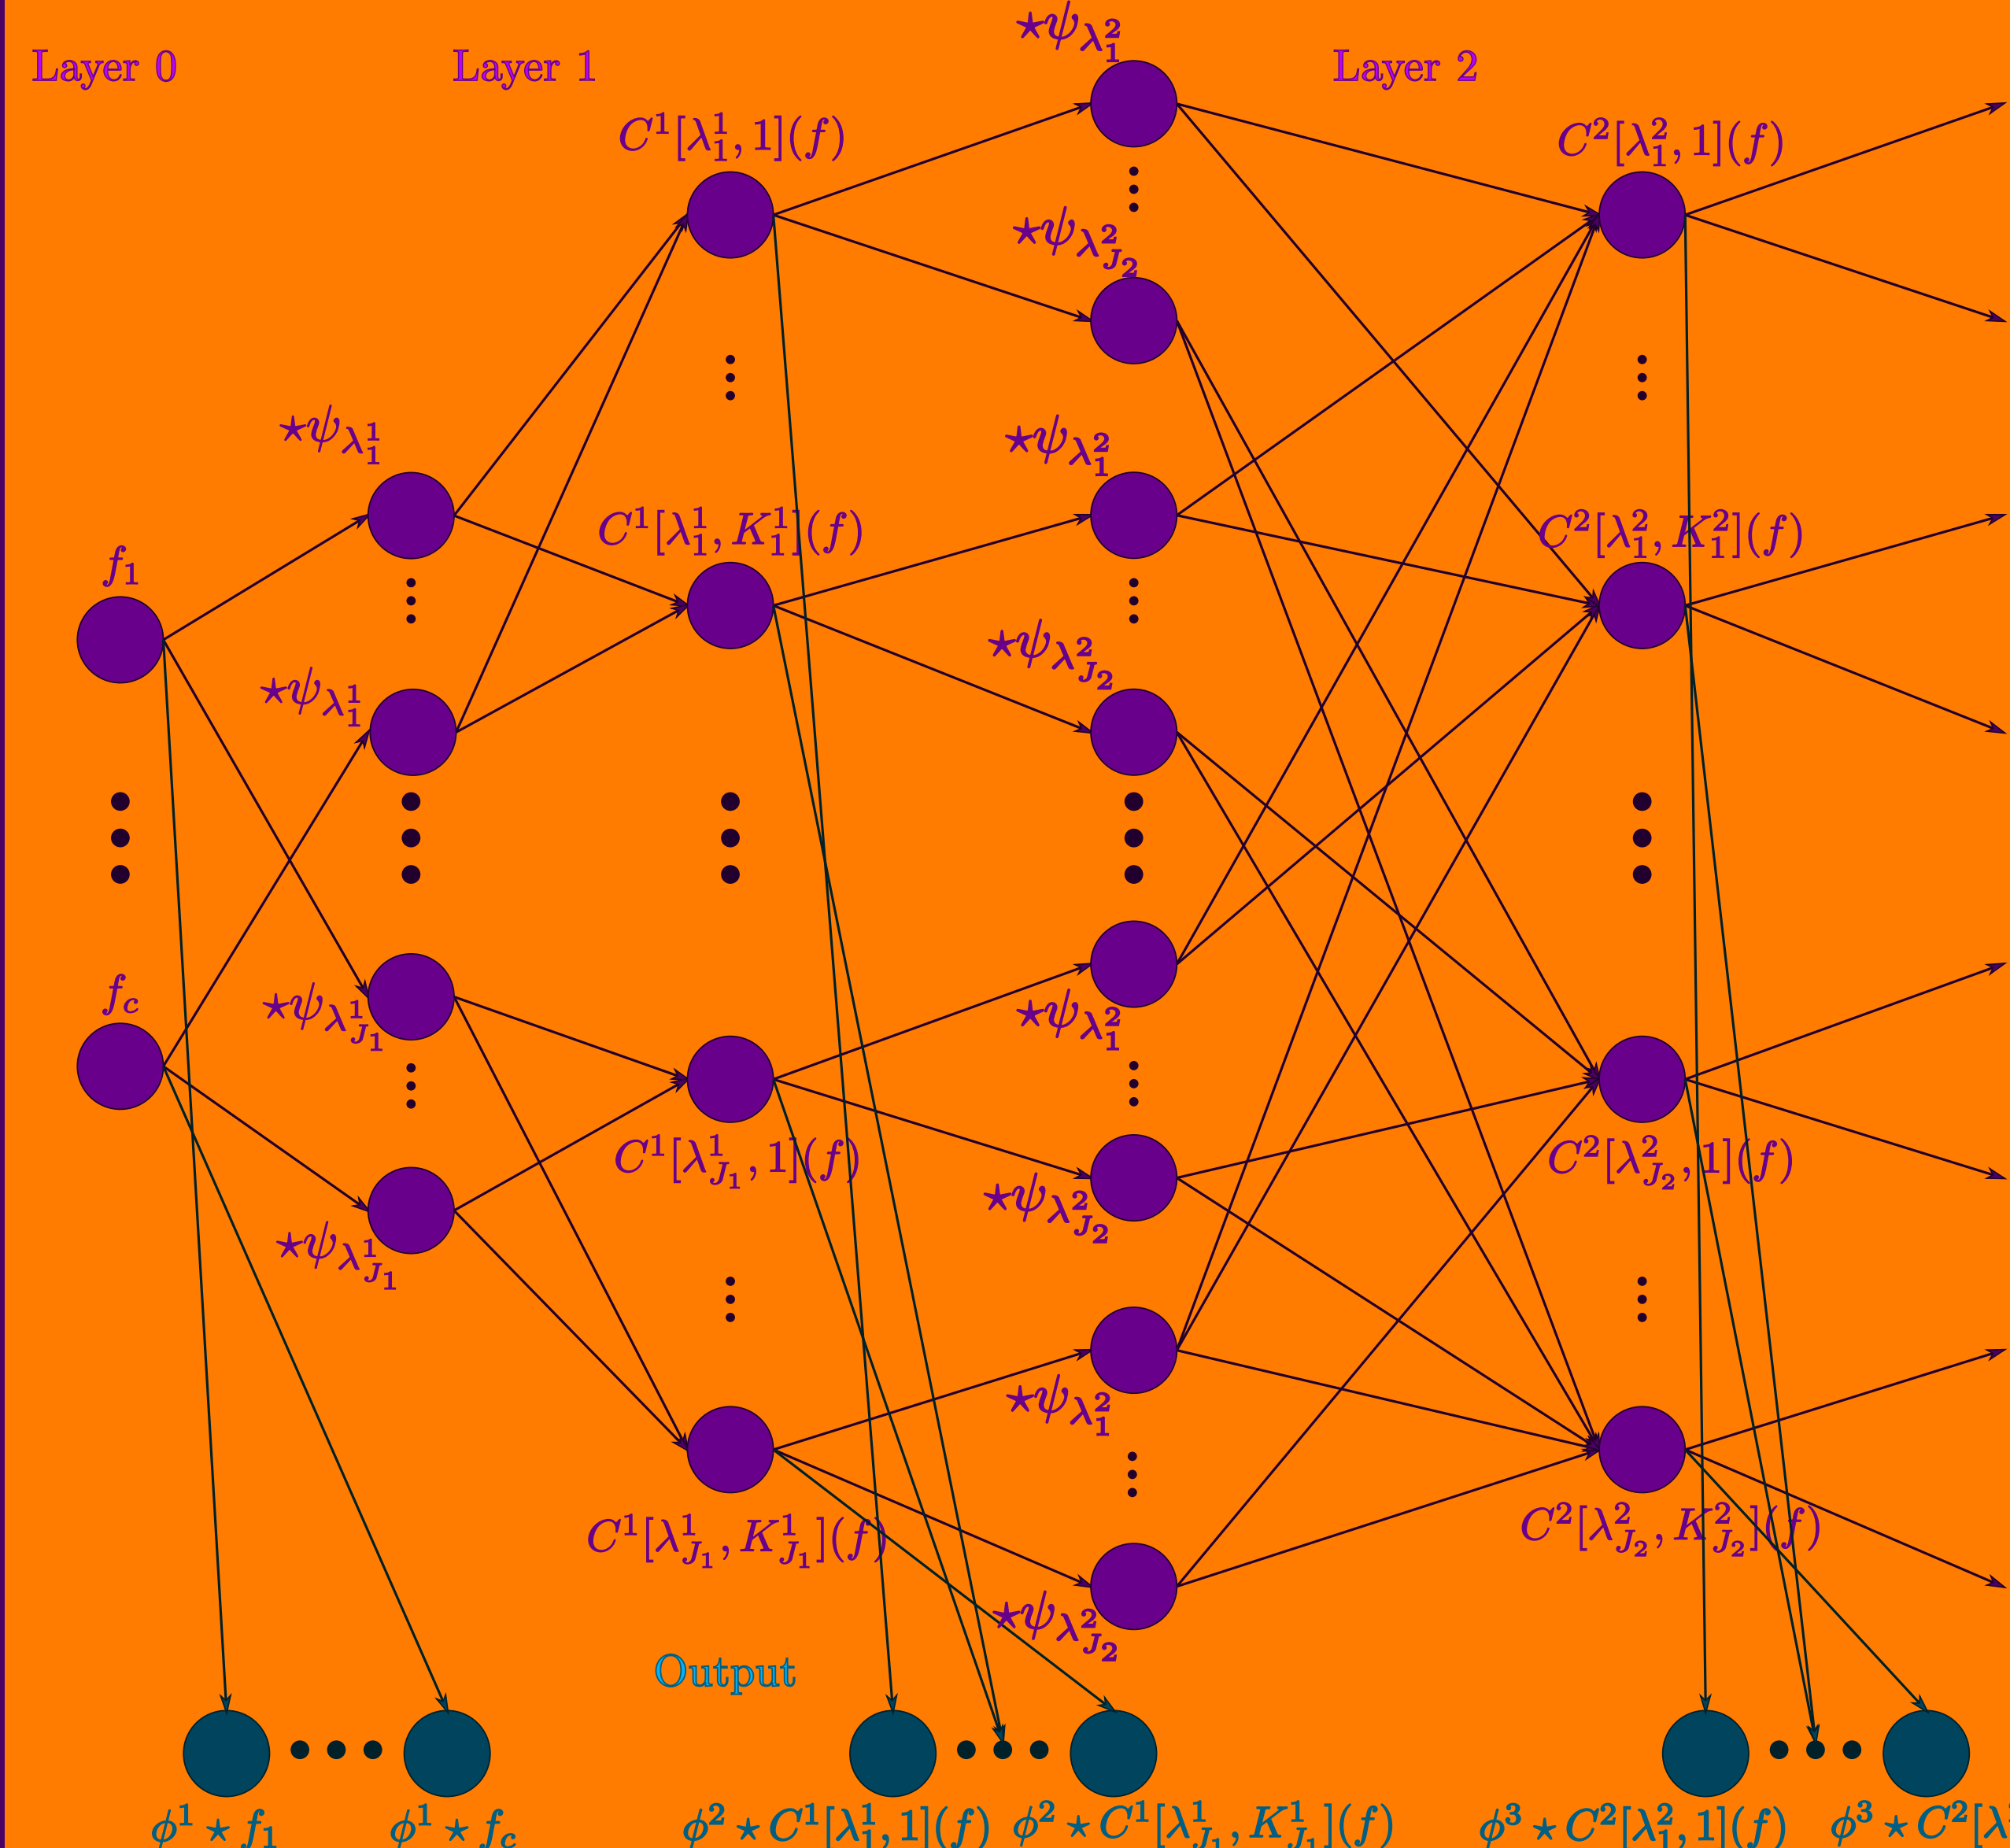 Layer 0
Layer 1
Layer 2
⋆ψ_{λ_1^2}
C^1[λ_1^1, 1](f)
C^2[λ_1^2, 1](f)
⋆ψ_{λ_{J_2}^2}
⋆ψ_{λ_1^1}
⋆ψ_{λ_1^2}
C^1[λ_1^1, K_1^1](f)
C^2[λ_1^2, K_1^2](f)
f_1
⋆ψ_{λ_{J_2}^2}
⋆ψ_{λ_1^1}
f_c
⋆ψ_{λ_{J_1}^1}
⋆ψ_{λ_1^2}
C^1[λ_{J_1}^1, 1](f)
C^2[λ_{J_2}^2, 1](f)
⋆ψ_{λ_{J_2}^2}
⋆ψ_{λ_{J_1}^1}
⋆ψ_{λ_1^2}
C^1[λ_{J_1}^1, K_{J_1}^1](f)
C^2[λ_{J_2}^2, K_{J_2}^2](f)
⋆ψ_{λ_{J_2}^2}
Output
ϕ^1 ⋆ f_1
ϕ^1 ⋆ f_c
ϕ^2 ⋆ C^1[λ_1^1, 1](f)
ϕ^2 ⋆ C^1[λ_{J_1}^1, K_{J_1}^1](f)
ϕ^3 ⋆ C^2[λ_1^2, 1](f)
ϕ^3 ⋆ C^2[λ